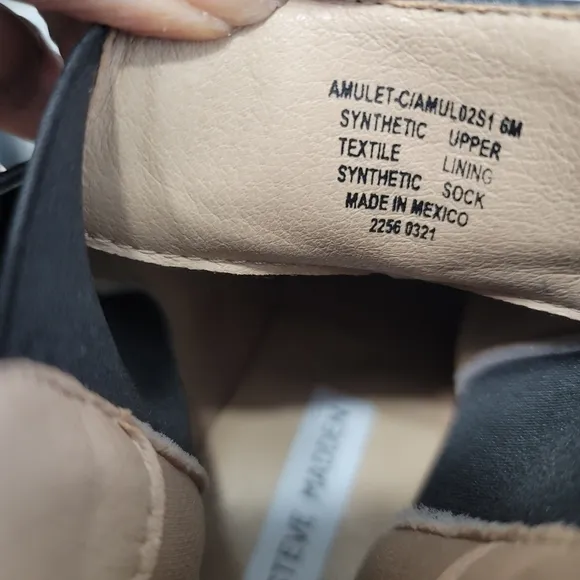 AMULET-C/AMUL02S1 6M
SYNTHETIC UPPER
TEXTILE LINING
SYNTHETIC SOCK
MADE IN MEXICO
2256 0321
STEVE MADDEN